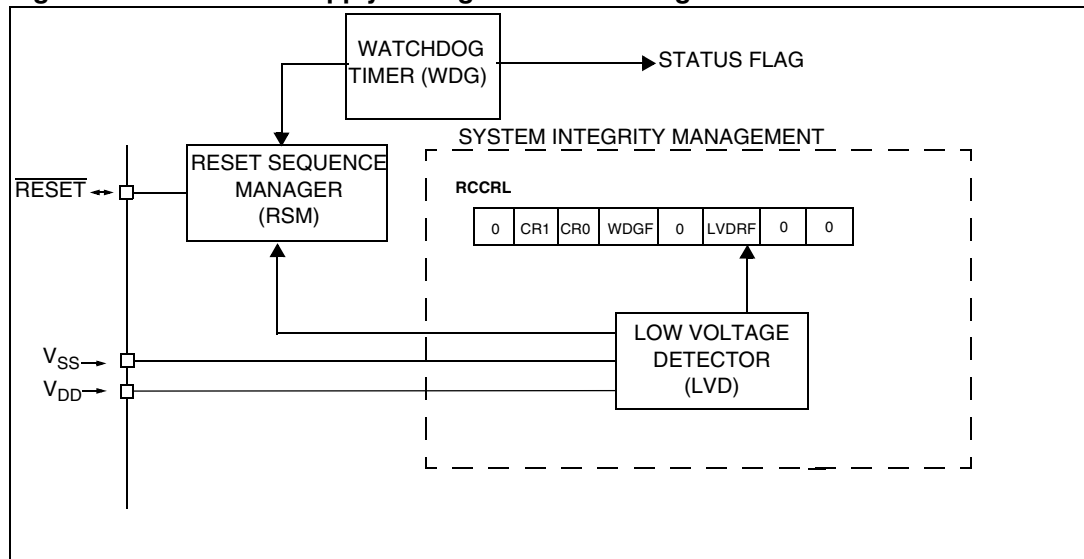 WATCHDOG
TIMER (WDG)
STATUS FLAG
SYSTEM INTEGRITY MANAGEMENT
RESET SEQUENCE
MANAGER
(RSM)
RESET
RCCRL
0 CR1 CR0 WDGF 0 LVDRF 0 0
LOW VOLTAGE
DETECTOR
(LVD)
VSS
VDD